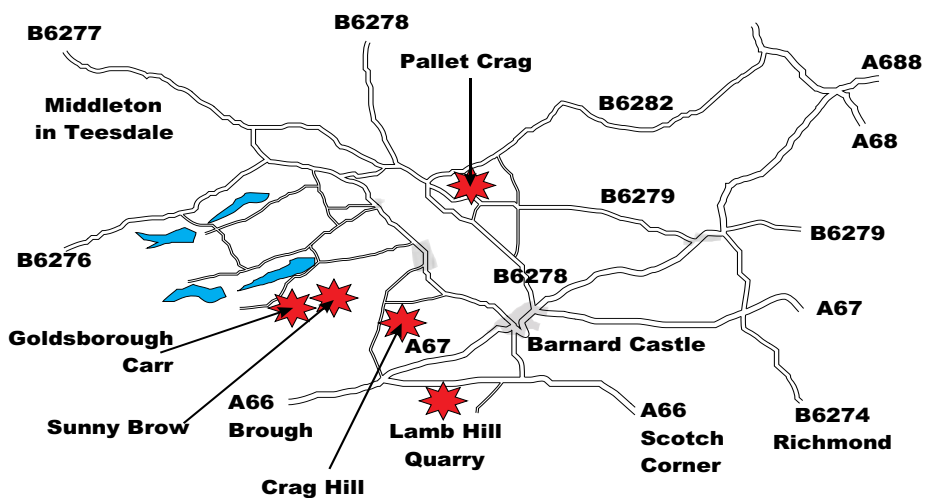 B6277
B6278
Pallet Crag
A688
Middleton
in Teesdale
B6282
A68
B6279
B6279
B6276
B6278
A67
Goldsborough
Carr
A67
Barnard Castle
A66
Brough
Sunny Brow
Lamb Hill
Quarry
A66
Scotch
Corner
B6274
Richmond
Crag Hill